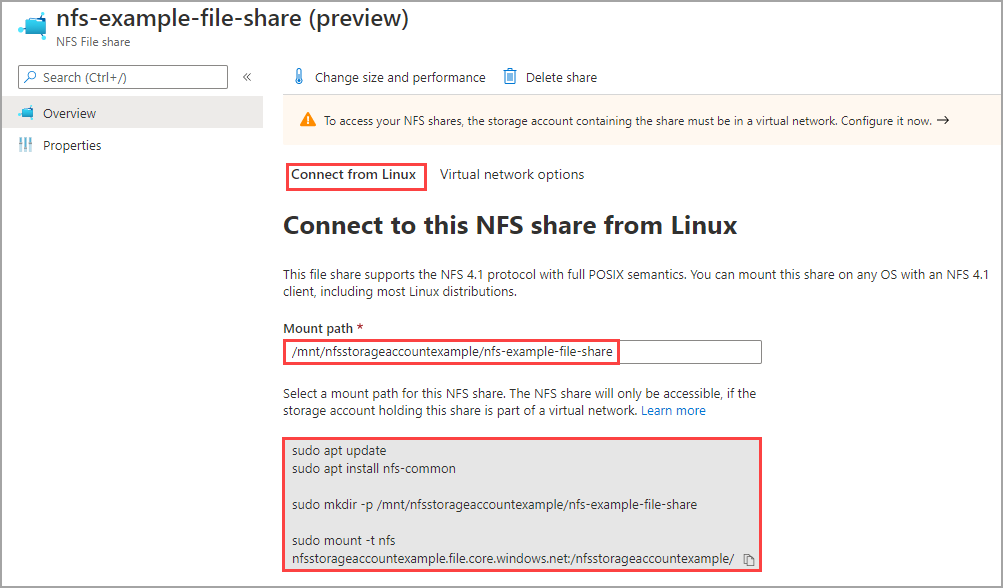 nfs-example-file-share (preview)
NFS File share
Search (Ctrl+/)
«
Change size and performance
Delete share
Overview
To access your NFS shares, the storage account containing the share must be in a virtual network. Configure it now. →
Properties
Connect from Linux
Virtual network options
Connect to this NFS share from Linux
This file share supports the NFS 4.1 protocol with full POSIX semantics. You can mount this share on any OS with an NFS 4.1
client, including most Linux distributions.
Mount path *
/mnt/nfsstorageaccountexample/nfs-example-file-share
Select a mount path for this NFS share. The NFS share will only be accessible, if the
storage account holding this share is part of a virtual network. Learn more
sudo apt update
sudo apt install nfs-common
sudo mkdir -p /mnt/nfsstorageaccountexample/nfs-example-file-share
sudo mount -t nfs
nfsstorageaccountexample.file.core.windows.net:/nfsstorageaccountexample/